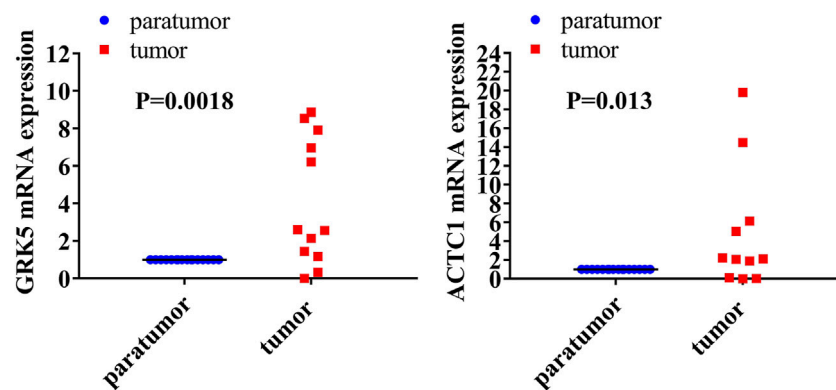 paratumor
tumor
GRK5 mRNA expression
12
10
8
6
4
2
0
P=0.0018
paratumor
tumor
paratumor
tumor
ACTC1 mRNA expression
24
22
20
18
16
14
12
10
8
6
4
2
0
P=0.013
paratumor
tumor